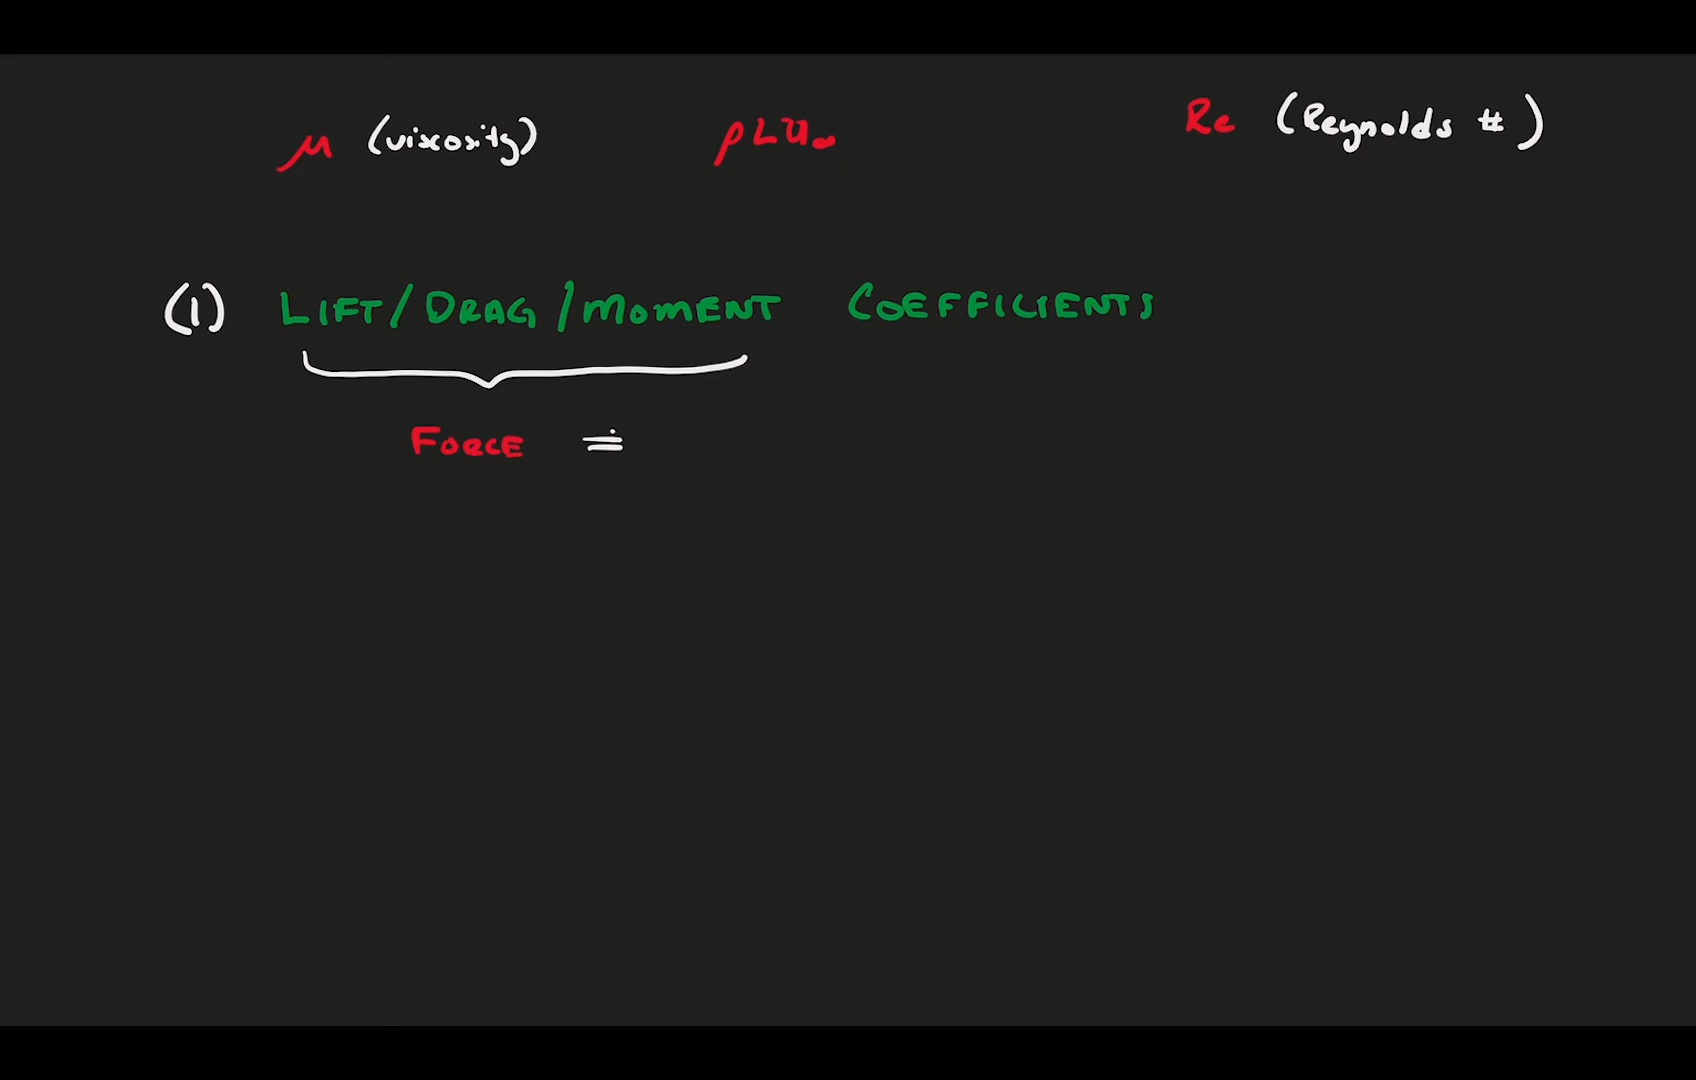 μ (viscosity) ρLU∞ Re (Reynolds #)
(1) LIFT/DRAG/MOMENT COEFFICIENTS
FORCE ≐